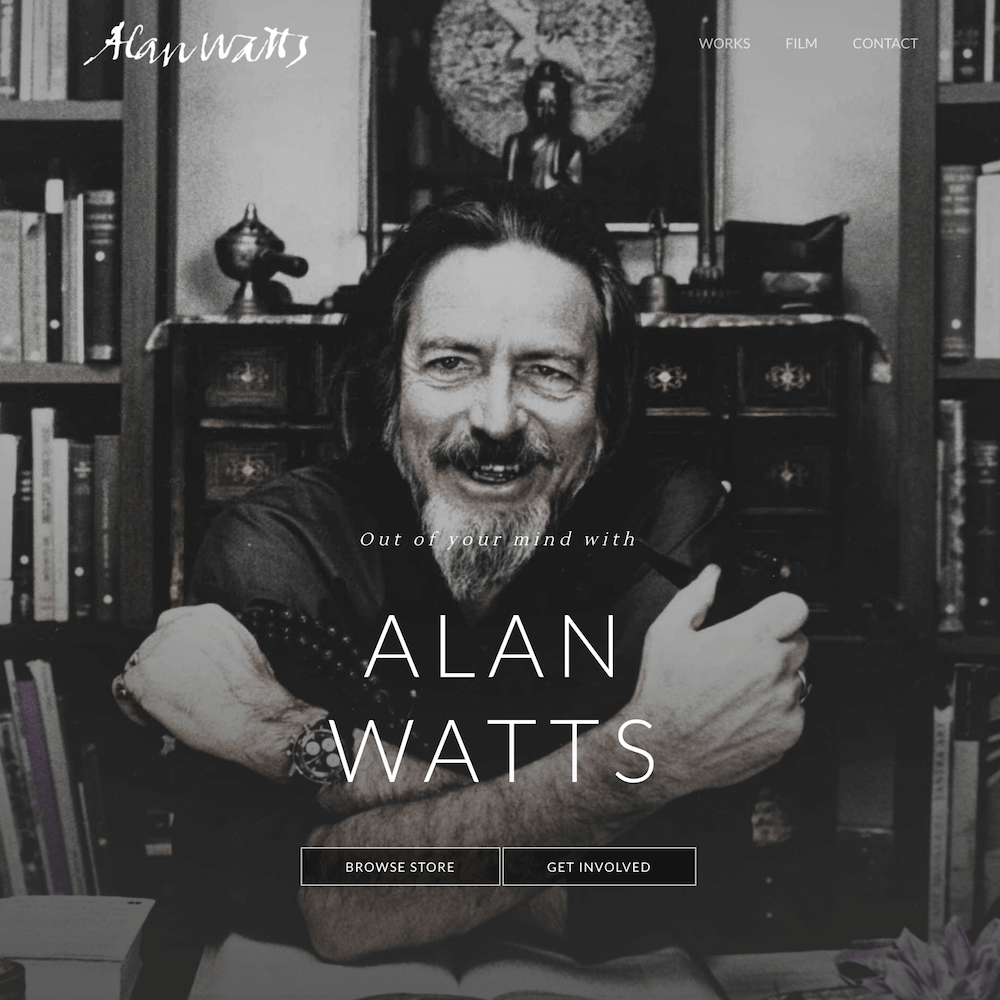 Alan Watts
WORKS FILM CONTACT
Out of your mind with
ALAN
WATTS
BROWSE STORE GET INVOLVED